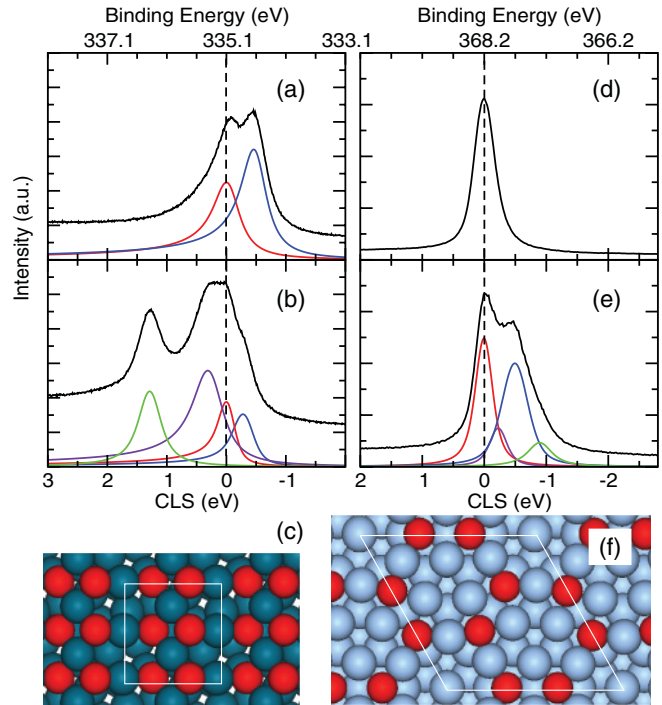 Binding Energy (eV) Binding Energy (eV)
337.1 335.1 333.1 368.2 366.2
(a) (d)
Intensity (a.u.)
(b) (e)
3 2 1 0 -1 2 1 0 -1 -2
CLS (eV) CLS (eV)
(c) (f)